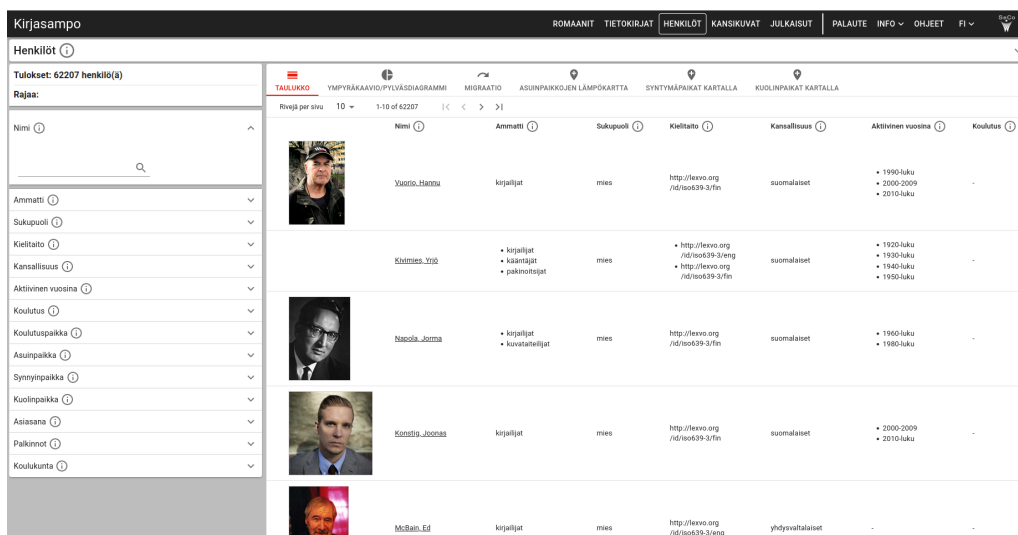 Kirjasampo ROMAANIT TIETOKIRJAT HENKILÖT KANSIKUVAT JULKAISUT PALAUTE INFO OHJEET FI SeCo
Henkilöt
Tulokset: 62207 henkilö(ä)
Rajaa:
Nimi
Ammatti
Sukupuoli
Kielitaito
Kansallisuus
Aktiivinen vuosina
Koulutus
Koulutuspaikka
Asuinpaikka
Synnyinpaikka
Kuolinpaikka
Asiasana
Palkinnot
Koulukunta
TAULUKKO YMPYRÄKAAVIO/PYLVÄSDIAGRAMMI MIGRAATIO ASUINPAIKKOJEN LÄMPÖKARTTA SYNTYMÄPAIKAT KARTALLA KUOLINPAIKAT KARTALLA
Rivejä per sivu 10 1-10 of 62207
Nimi Ammatti Sukupuoli Kielitaito Kansallisuus Aktiivinen vuosina Koulutus
Vuorio, Hannu kirjailijat mies http://lexvo.org
/id/iso639-3/fin suomalaiset • 1990-luku
• 2000-2009
• 2010-luku -
Kivimies, Yrjö • kirjailijat
• kääntäjät
• pakinoitsijat mies • http://lexvo.org
/id/iso639-3/eng
• http://lexvo.org
/id/iso639-3/fin suomalaiset • 1920-luku
• 1930-luku
• 1940-luku
• 1950-luku -
Napola, Jorma • kirjailijat
• kuvataiteilijat mies http://lexvo.org
/id/iso639-3/fin suomalaiset • 1960-luku
• 1980-luku -
Konstig, Joonas kirjailijat mies http://lexvo.org
/id/iso639-3/fin suomalaiset • 2000-2009
• 2010-luku -
McBain, Ed kirjailijat mies http://lexvo.org
/id/iso639-3/eng yhdysvaltalaiset - -